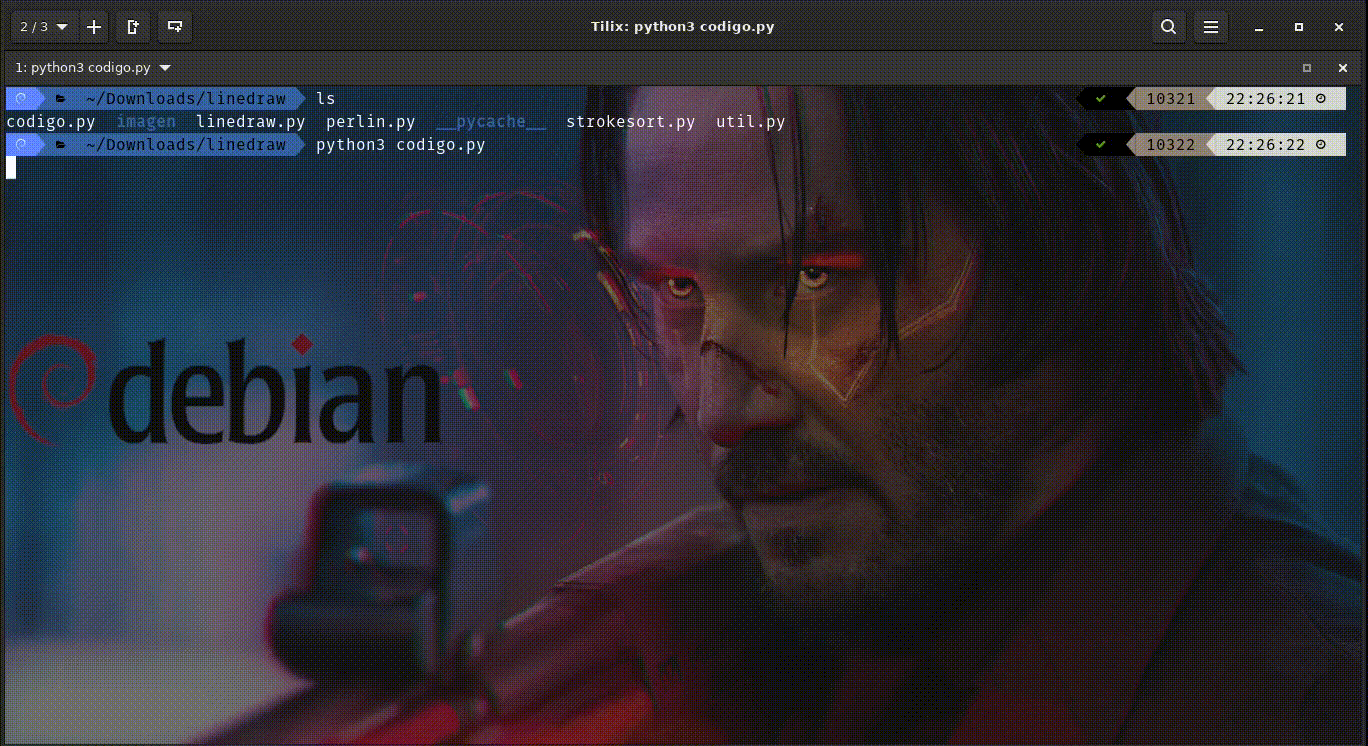 2 / 3
Tilix: python3 codigo.py
1: python3 codigo.py
~/Downloads/linedraw ls 10321 22:26:21
codigo.py imagen linedraw.py perlin.py __pycache__ strokesort.py util.py
~/Downloads/linedraw python3 codigo.py 10322 22:26:22
debian